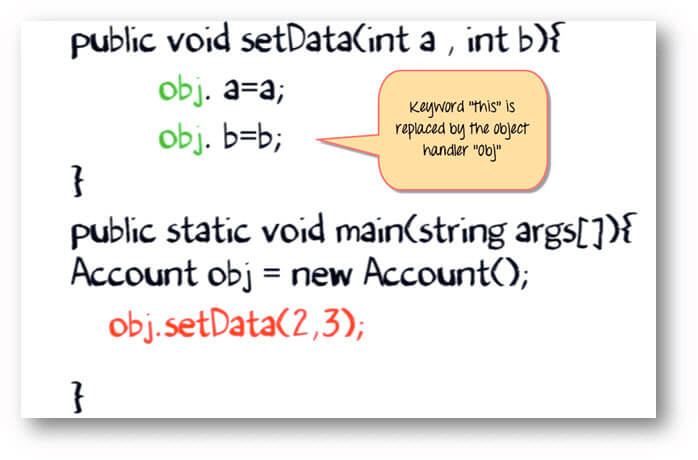 public void setData(int a , int b){
obj. a=a;
obj. b=b;
Keyword "this" is
replaced by the object
handler "Obj"
}
public static void main(string args[]){
Account obj = new Account();
obj.setData(2,3);
}